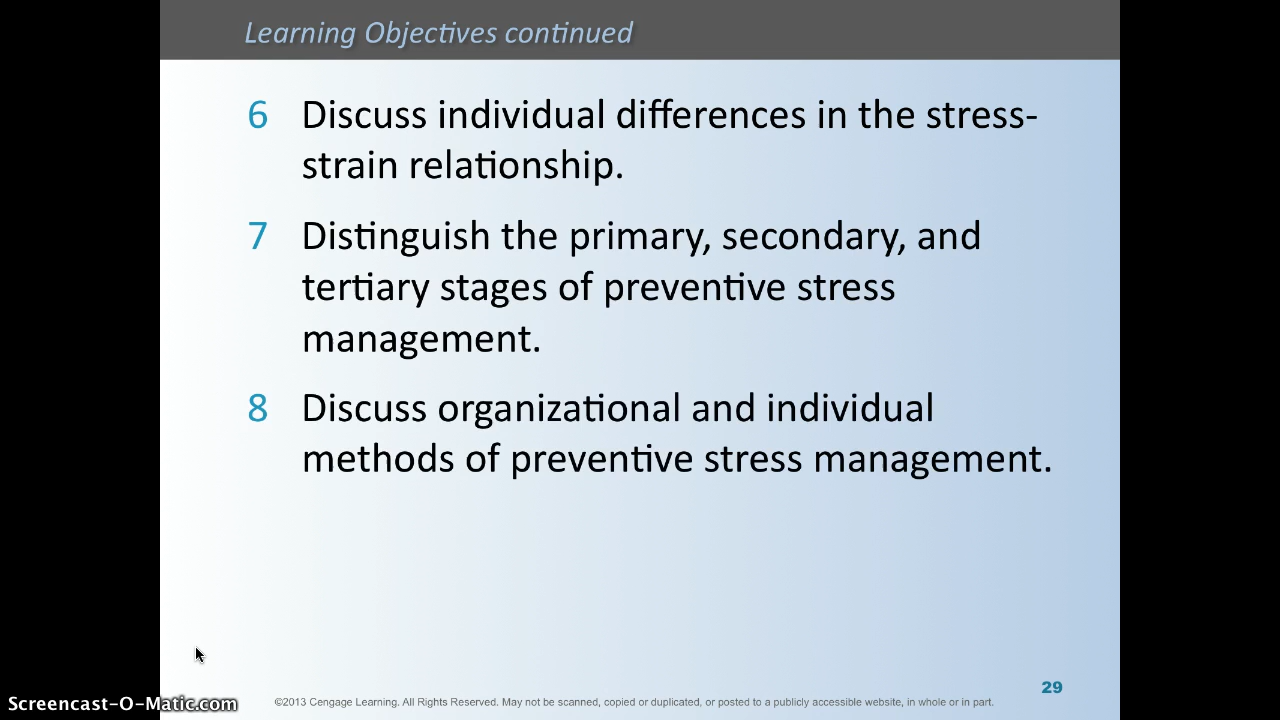 Learning Objectives continued
6 Discuss individual differences in the stress-
strain relationship.
7 Distinguish the primary, secondary, and
tertiary stages of preventive stress
management.
8 Discuss organizational and individual
methods of preventive stress management.
29
Screencast-O-Matic.com
©2013 Cengage Learning. All Rights Reserved. May not be scanned, copied or duplicated, or posted to a publicly accessible website, in whole or in part.